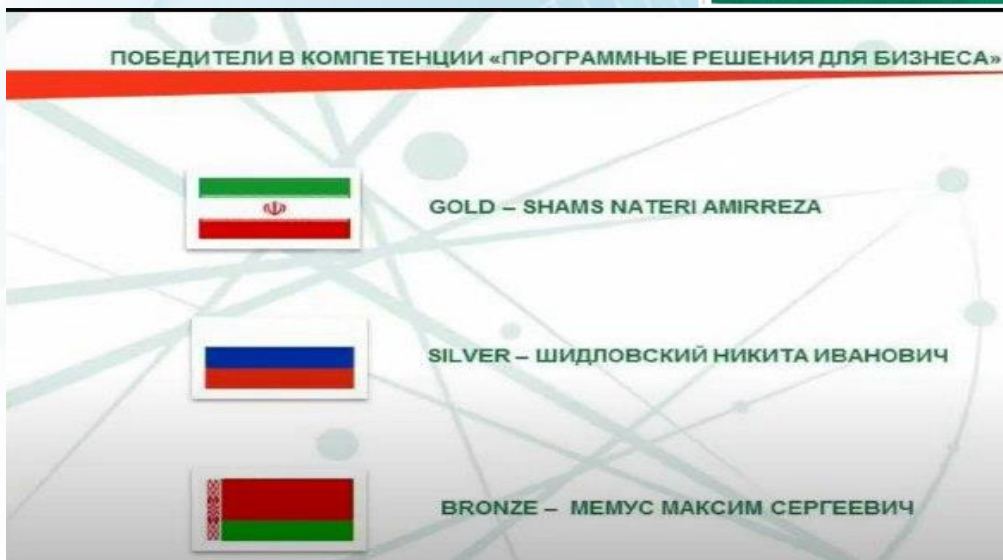 ПОБЕДИТЕЛИ В КОМПЕТЕНЦИИ «ПРОГРАММНЫЕ РЕШЕНИЯ ДЛЯ БИЗНЕСА»
GOLD – SHAMS NATERI AMIRREZA
SILVER – ШИДЛОВСКИЙ НИКИТА ИВАНОВИЧ
BRONZE – МЕМУС МАКСИМ СЕРГЕЕВИЧ